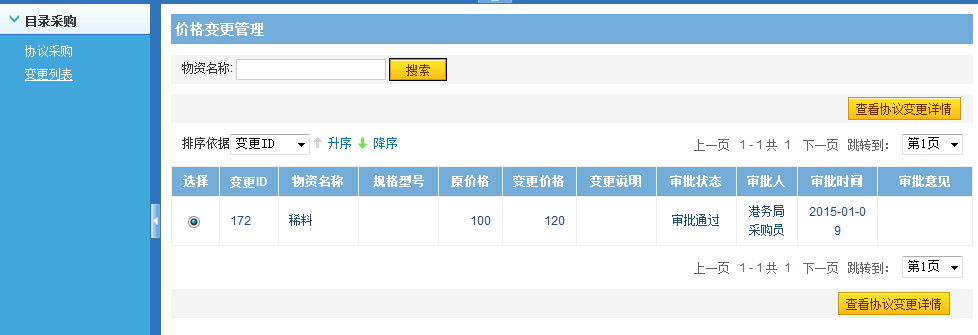 目录采购
协议采购
变更列表
价格变更管理
物资名称: 搜索
查看协议变更详情
排序依据 变更ID 升序 降序 上一页 1 - 1 共 1 下一页 跳转到: 第1页
选择 变更ID 物资名称 规格型号 原价格 变更价格 变更说明 审批状态 审批人 审批时间 审批意见
172 稀料 100 120 审批通过 港务局采购员 2015-01-09
上一页 1 - 1 共 1 下一页 跳转到: 第1页
查看协议变更详情